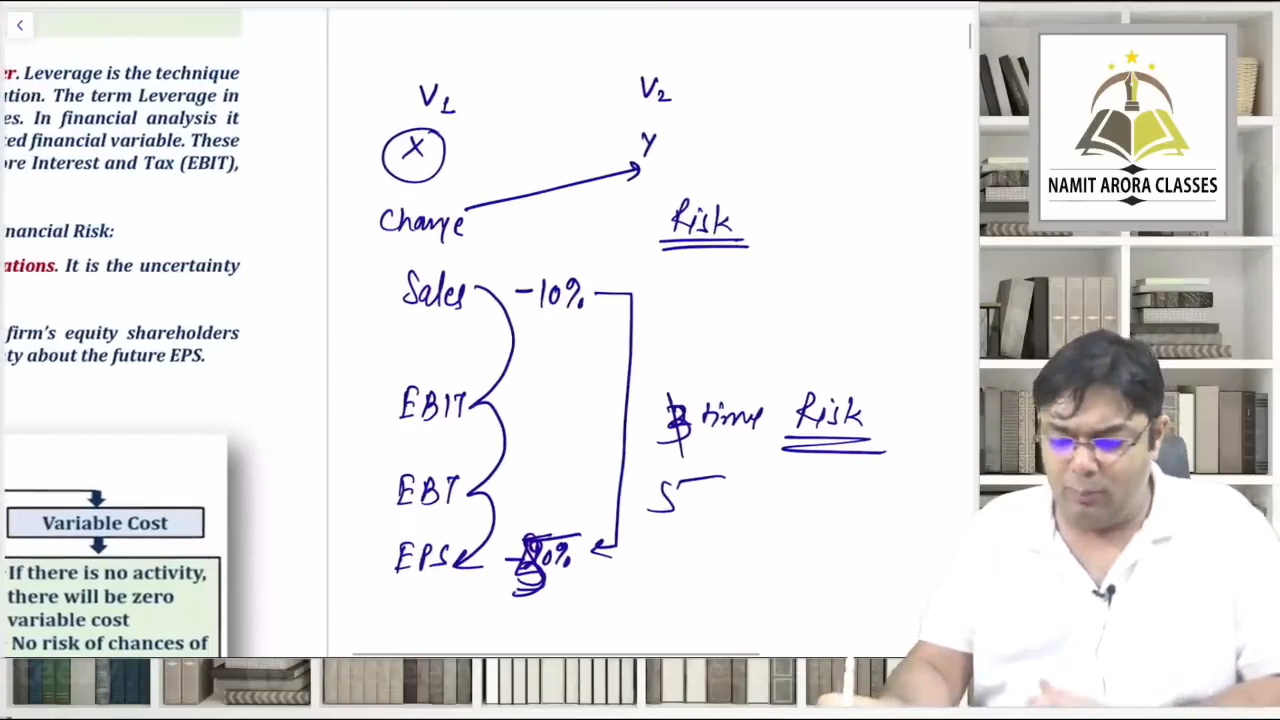 er. Leverage is the technique
ation. The term Leverage in
es. In financial analysis it
ted financial variable. These
ore Interest and Tax (EBIT),
nancial Risk:
ations. It is the uncertainty
firm's equity shareholders
ty about the future EPS.
Variable Cost
If there is no activity,
there will be zero
variable cost
No risk of chances of
V1 V2
X Y
Change
Risk
Sales -10%
EBIT
time Risk
EBT 5
EPS 0%
NAMIT ARORA CLASSES